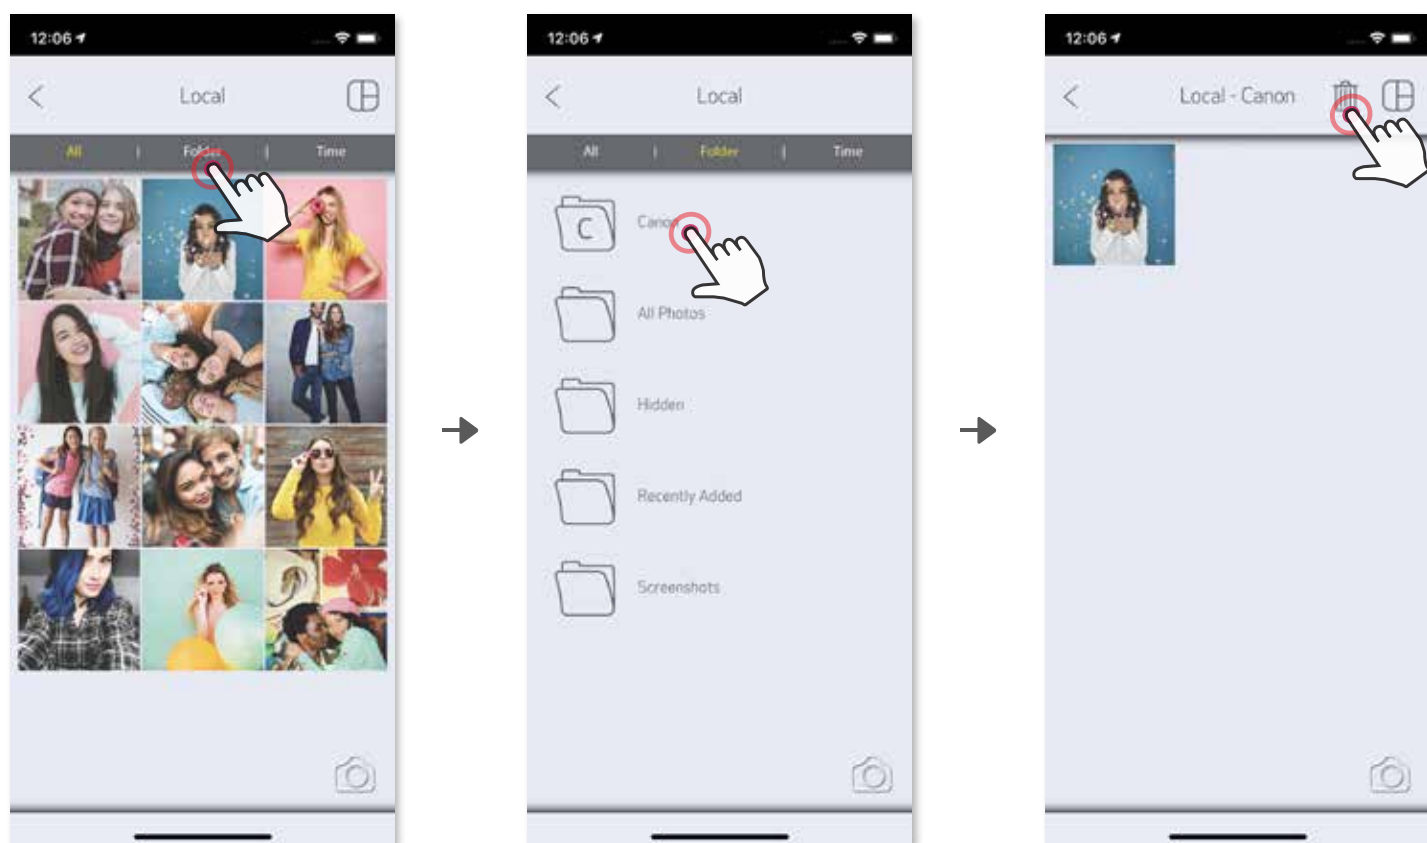 12:06
Local
All | Folder | Time
12:06
Local
All | Folder | Time
C Canon
All Photos
Hidden
Recently Added
Screenshots
12:06
Local - Canon